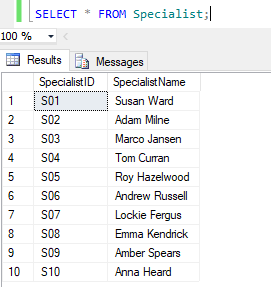 SELECT * FROM Specialist;
100 %
Results Messages
SpecialistID SpecialistName
1 S01 Susan Ward
2 S02 Adam Milne
3 S03 Marco Jansen
4 S04 Tom Curran
5 S05 Roy Hazelwood
6 S06 Andrew Russell
7 S07 Lockie Fergus
8 S08 Emma Kendrick
9 S09 Amber Spears
10 S10 Anna Heard